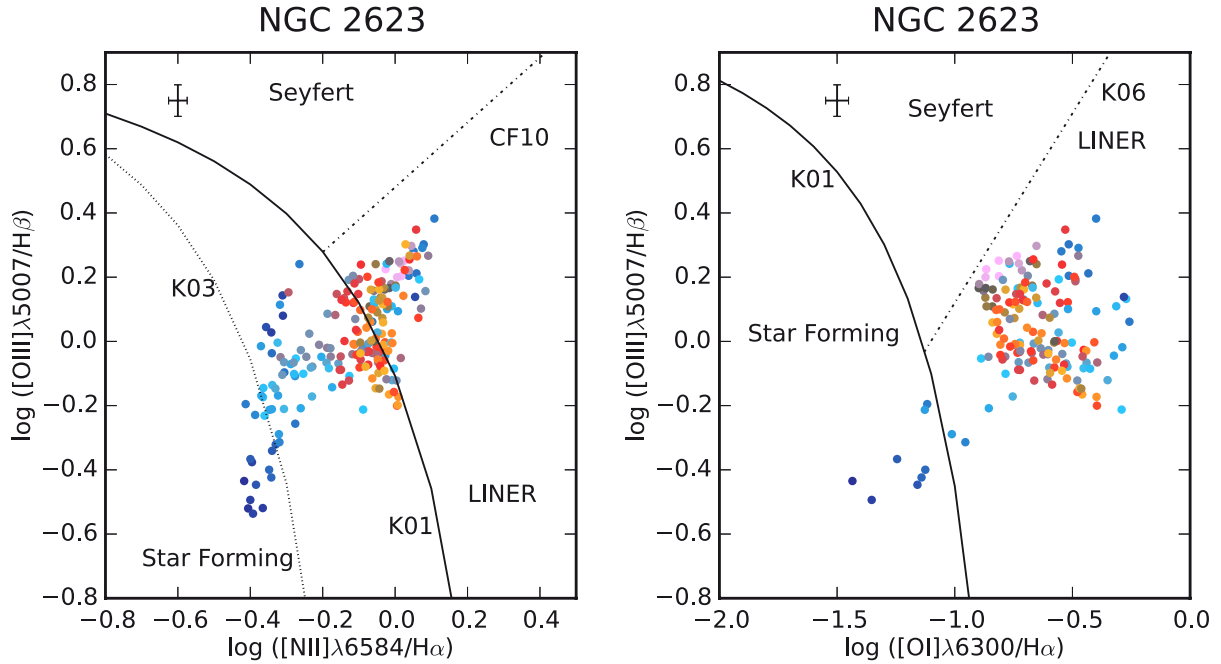 NGC 2623
0.8
0.6
0.4
0.2
0.0
−0.2
−0.4
−0.6
−0.8
log ([OIII]λ5007/Hβ)
Seyfert
CF10
K03
LINER
K01
Star Forming
−0.8 −0.6 −0.4 −0.2 0.0 0.2 0.4
log ([NII]λ6584/Hα)
NGC 2623
0.8
0.6
0.4
0.2
0.0
−0.2
−0.4
−0.6
−0.8
log ([OIII]λ5007/Hβ)
K06
Seyfert
LINER
K01
Star Forming
−2.0 −1.5 −1.0 −0.5 0.0
log ([OI]λ6300/Hα)